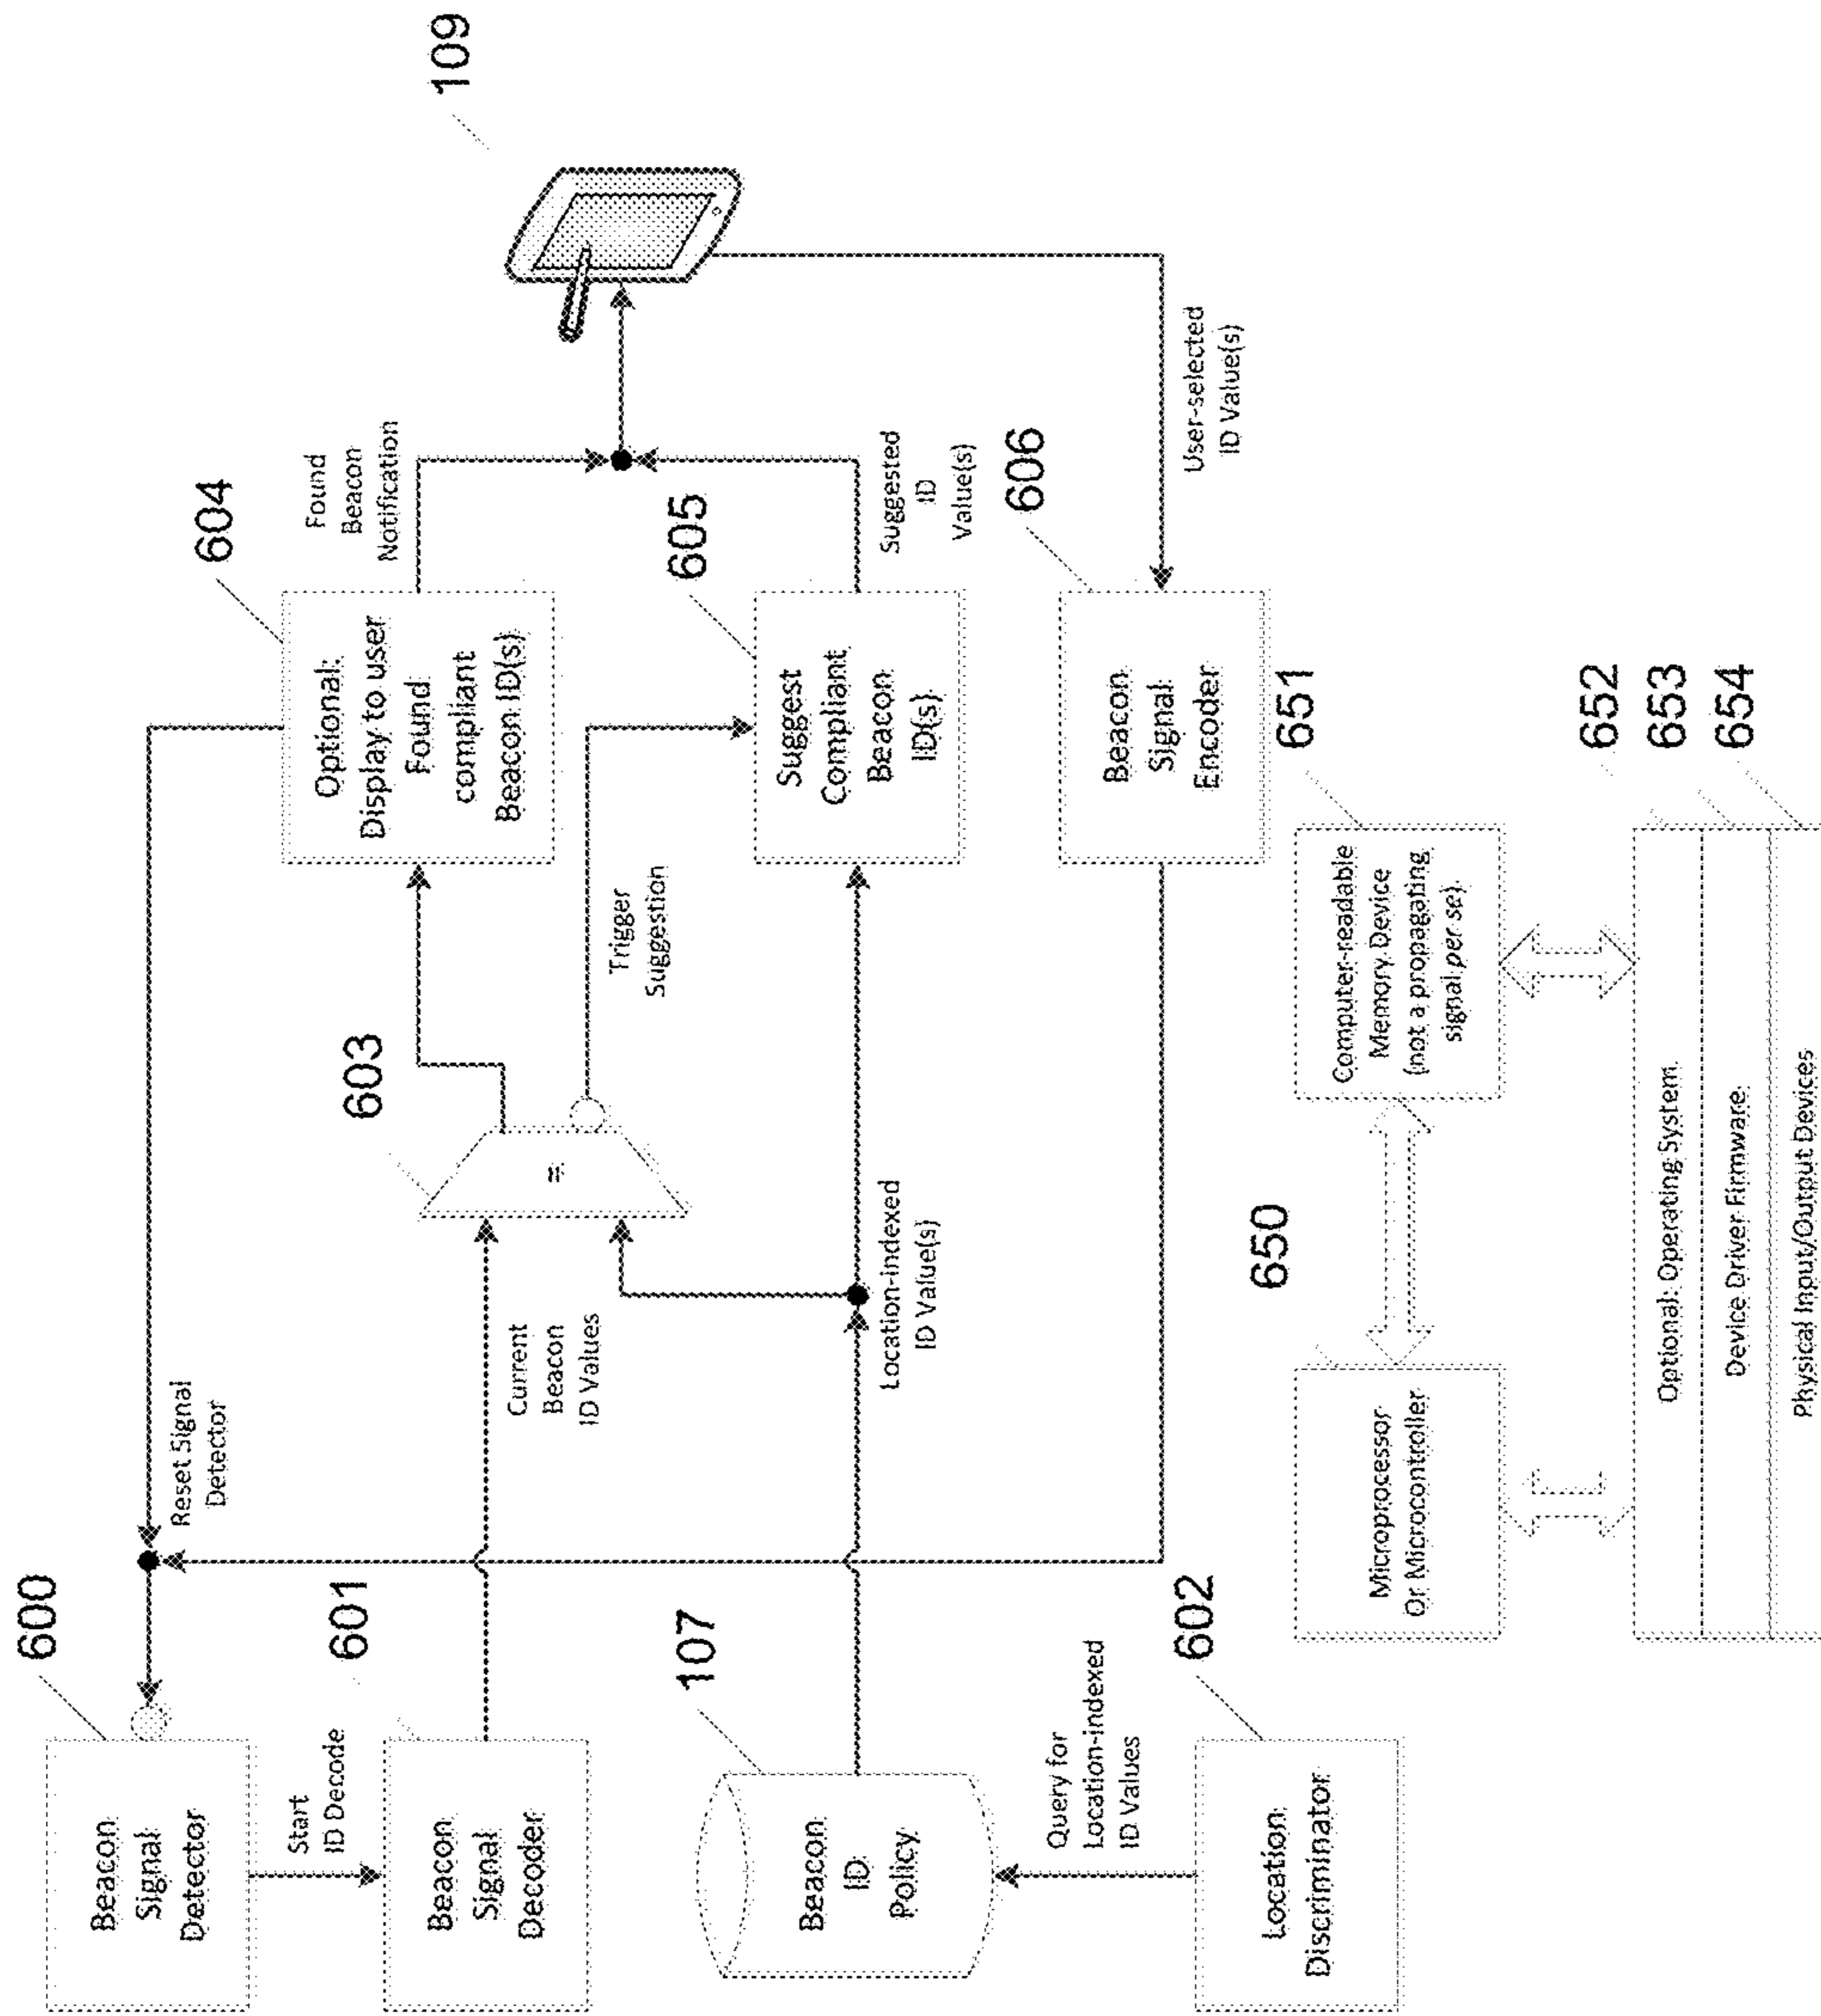 600
Beacon
Signal
Detector
Reset Signal
Detector
Start
ID Decode
601
Beacon
Signal
Decoder
Current
Beacon
ID Values
603
=
604
Optional:
Display to user
Found
compliant
Beacon ID(s)
Found
Beacon
Notification
109
Trigger
Suggestion
107
Beacon
ID
Policy
Location-indexed
ID Value(s)
605
Suggest
Compliant
Beacon
ID(s)
Suggested
ID
Value(s)
Query for
Location-indexed
ID Values
602
Location
Discriminator
606
Beacon
Signal
Encoder
User-selected
ID Value(s)
650
Microprocessor
Or Microcontroller
651
Computer-readable
Memory Device
(not a propagating
signal per se)
652
Optional: Operating System
653
Device Driver Firmware
654
Physical Input/Output Devices